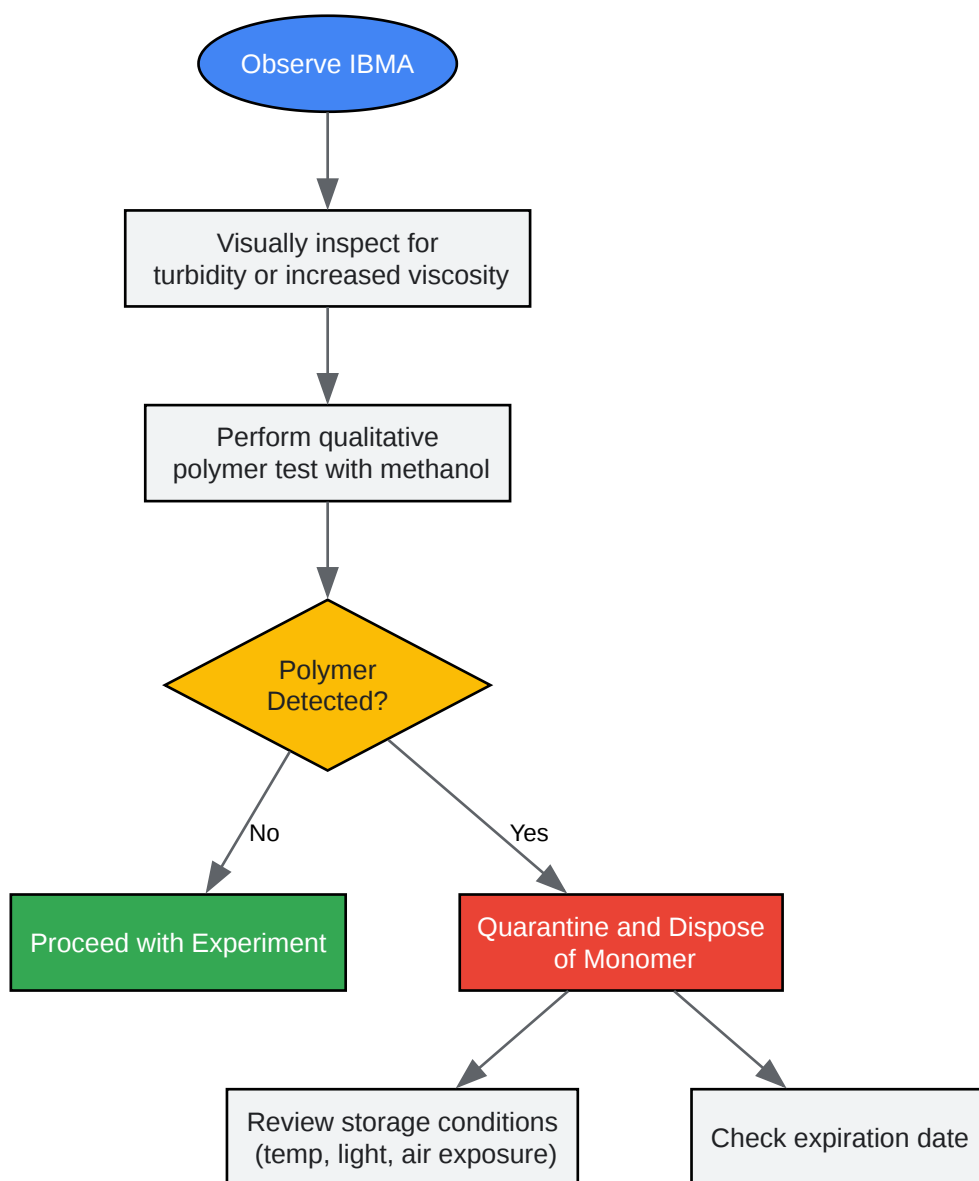 Observe IBMA
Visually inspect for
turbidity or increased viscosity
Perform qualitative
polymer test with methanol
Polymer
Detected?
No
Yes
Proceed with Experiment
Quarantine and Dispose
of Monomer
Review storage conditions
(temp, light, air exposure)
Check expiration date